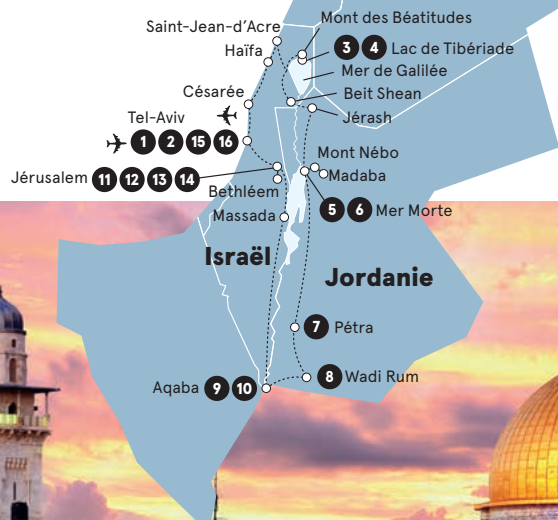 Mont des Béatitudes
Saint-Jean-d'Acre
3 4 Lac de Tibériade
Haïfa
Mer de Galilée
Césarée
Beit Shean
Jérash
Tel-Aviv
1 2 15 16
Mont Nébo
Jérusalem 11 12 13 14
Madaba
Bethléem
5 6 Mer Morte
Massada
Israël
Jordanie
7 Pétra
8 Wadi Rum
Aqaba 9 10